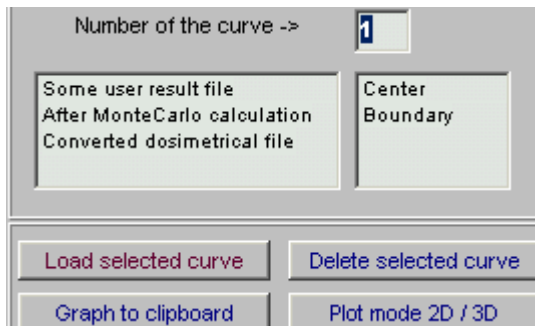 Number of the curve ->
1
Some user result file
After MonteCarlo calculation
Converted dosimetrical file
Center
Boundary
Load selected curve
Delete selected curve
Graph to clipboard
Plot mode 2D / 3D